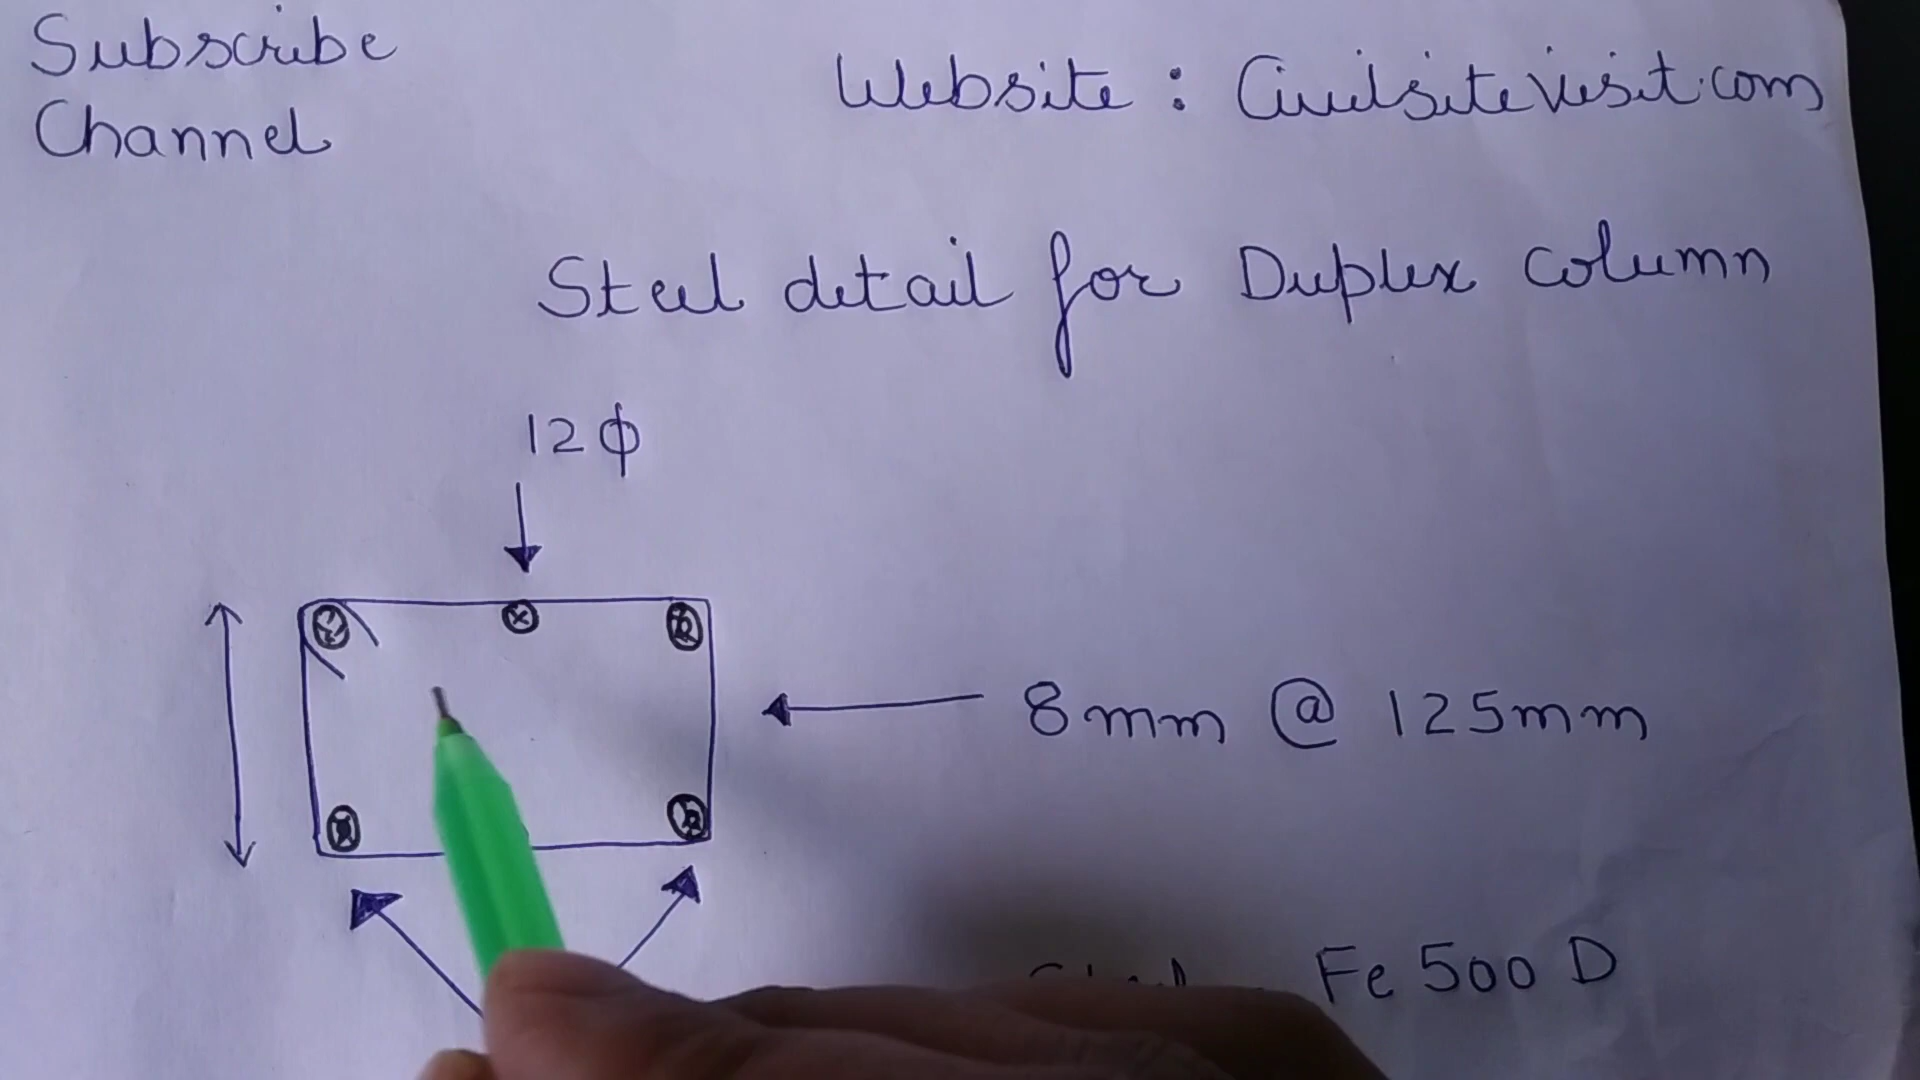 Subscribe
Channel
Website : Civilsitevisit.com
Steel detail for Duplex column
12ϕ
8mm @ 125mm
Fe 500 D